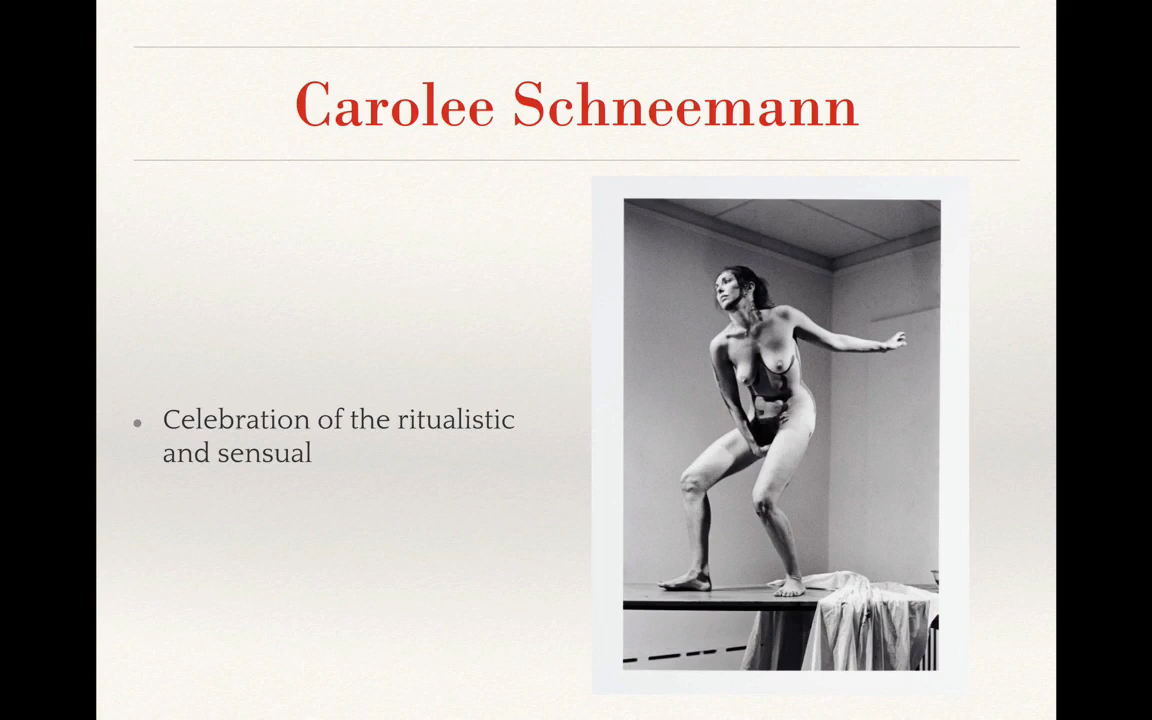 Carolee Schneemann
Celebration of the ritualistic
and sensual